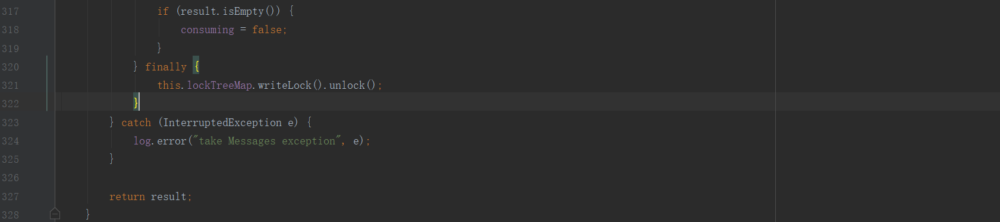 317 if (result.isEmpty()) {
318 consuming = false;
319 }
320 } finally {
321 this.lockTreeMap.writeLock().unlock();
322 }
323 } catch (InterruptedException e) {
324 log.error("take Messages exception", e);
325 }
326
327 return result;
328 }